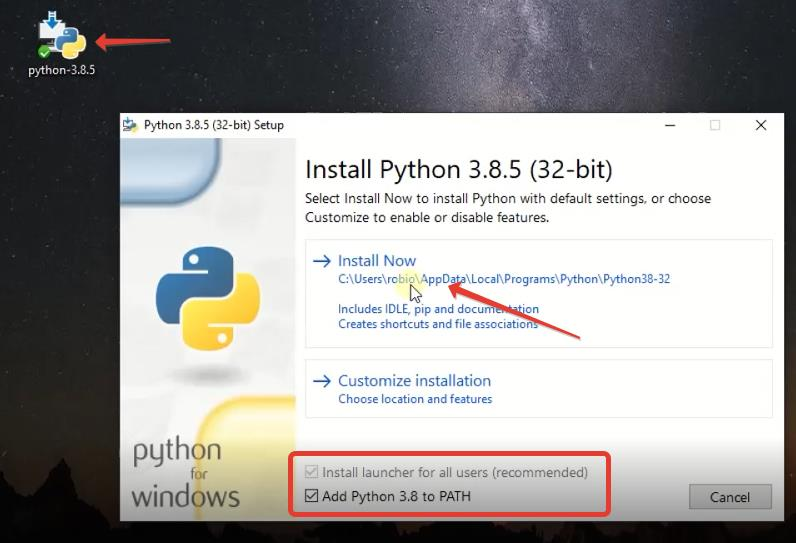 python-3.8.5
Python 3.8.5 (32-bit) Setup
Install Python 3.8.5 (32-bit)
Select Install Now to install Python with default settings, or choose
Customize to enable or disable features.
Install Now
C:\Users\robio\AppData\Local\Programs\Python\Python38-32
Includes IDLE, pip and documentation
Creates shortcuts and file associations
Customize installation
Choose location and features
python
for
windows
Install launcher for all users (recommended)
Add Python 3.8 to PATH
Cancel